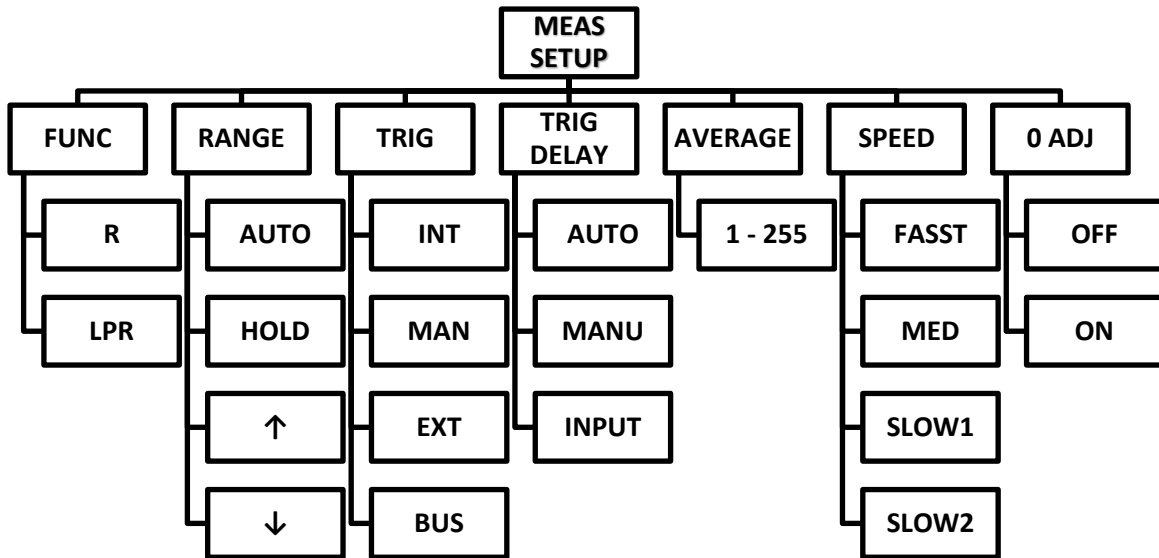 MEAS
SETUP
FUNC
RANGE
TRIG
TRIG
DELAY
AVERAGE
SPEED
0 ADJ
R
AUTO
INT
AUTO
1 - 255
FASST
OFF
LPR
HOLD
MAN
MANU
MED
ON
↑
EXT
INPUT
SLOW1
↓
BUS
SLOW2